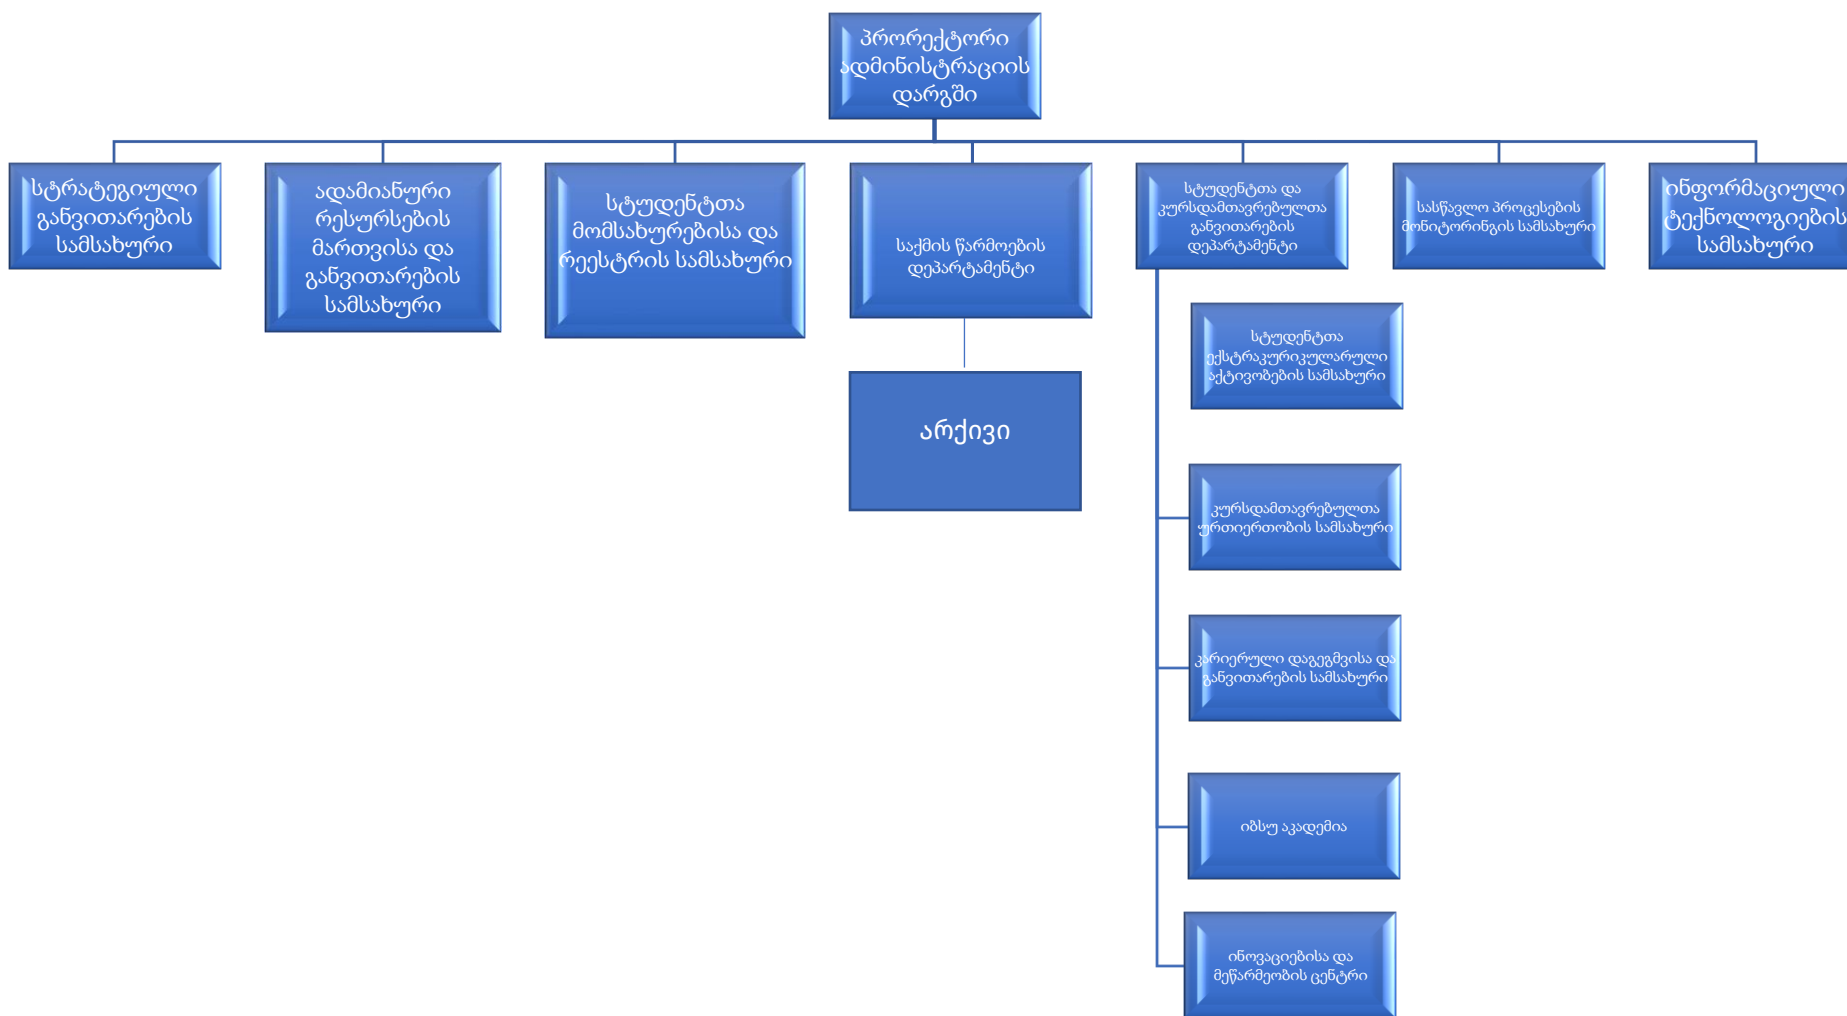 პრორექტორი
ადმინისტრაციის
დარგში
სტრატეგიული
განვითარების
სამსახური
ადამიანური
რესურსების
მართვისა და
განვითარების
სამსახური
სტუდენტთა
მომსახურებისა და
რეესტრის სამსახური
საქმის წარმოების
დეპარტამენტი
სტუდენტთა და
კურსდამთავრებულთა
განვითარების
დეპარტამენტი
სასწავლო პროცესების
მონიტორინგის სამსახური
ინფორმაციული
ტექნოლოგიების
სამსახური
არქივი
სტუდენტთა
ექსტრაკურიკულარული
აქტივობების სამსახური
კურსდამთავრებულთა
ურთიერთობის სამსახური
კარიერული დაგეგმვისა და
განვითარების სამსახური
იბსუ აკადემია
ინოვაციებისა და
მეწარმეობის ცენტრი